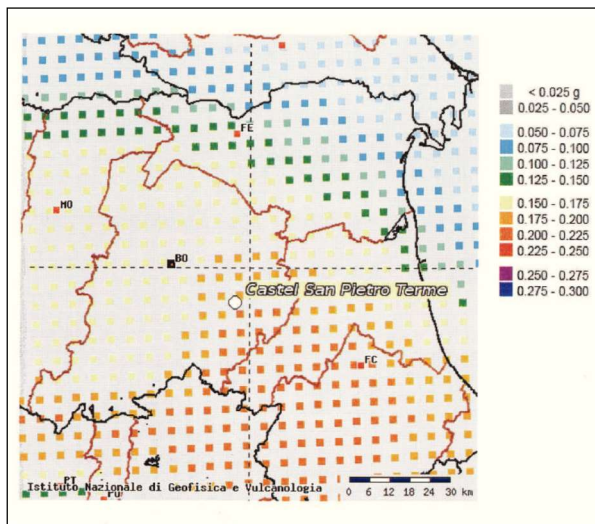 FE
MO
BO
Castel San Pietro Terme
FC
PT
Istituto Nazionale di Geofisica e Vulcanologia
0 6 12 18 24 30 km
< 0.025 g
0.025 - 0.050
0.050 - 0.075
0.075 - 0.100
0.100 - 0.125
0.125 - 0.150
0.150 - 0.175
0.175 - 0.200
0.200 - 0.225
0.225 - 0.250
0.250 - 0.275
0.275 - 0.300